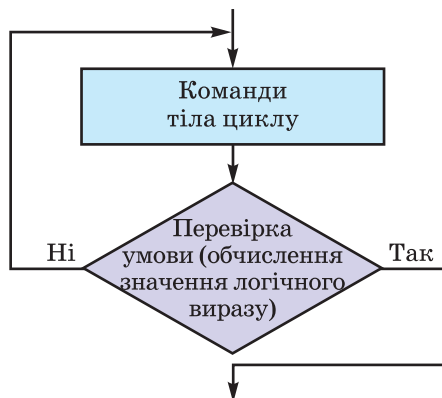 Команди
тіла циклу
Перевірка
умови (обчислення
значення логічного
виразу)
Ні
Так